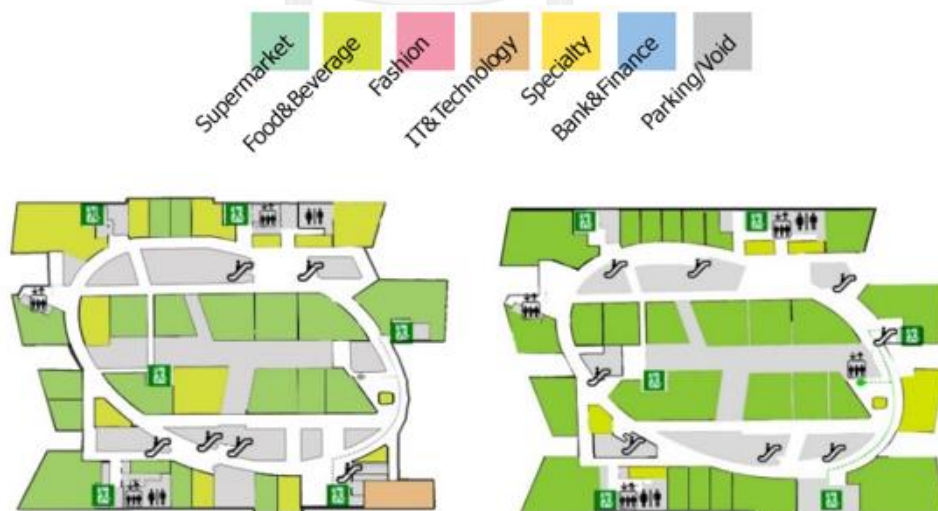 Supermarket
Food&Beverage
Fashion
IT&Technology
Specialty
Bank&Finance
Parking/Void